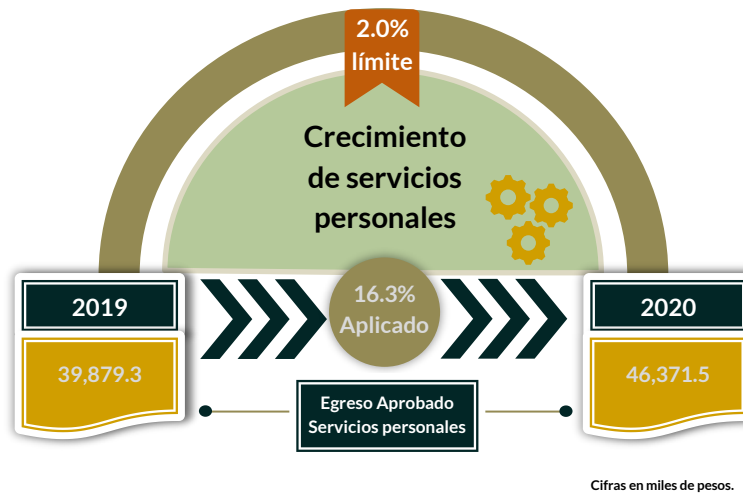 2.0%
límite
Crecimiento
de servicios
personales
2019
16.3%
Aplicado
2020
39,879.3
46,371.5
Egreso Aprobado
Servicios personales
Cifras en miles de pesos.